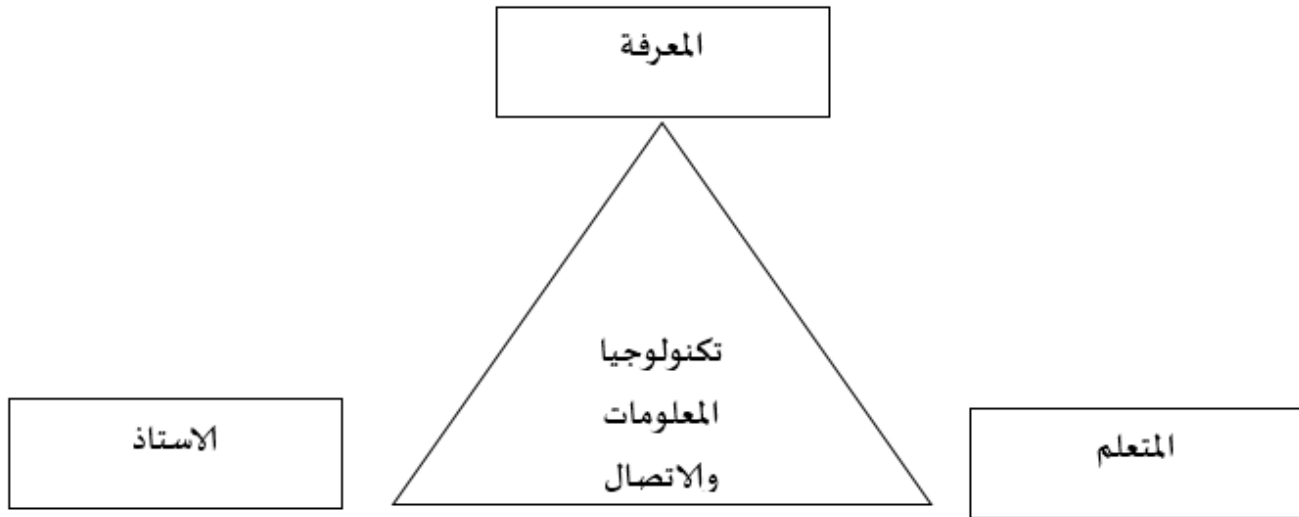 المعرفة
تكنولوجيا
المعلومات
والاتصال
المتعلم
الاستاذ